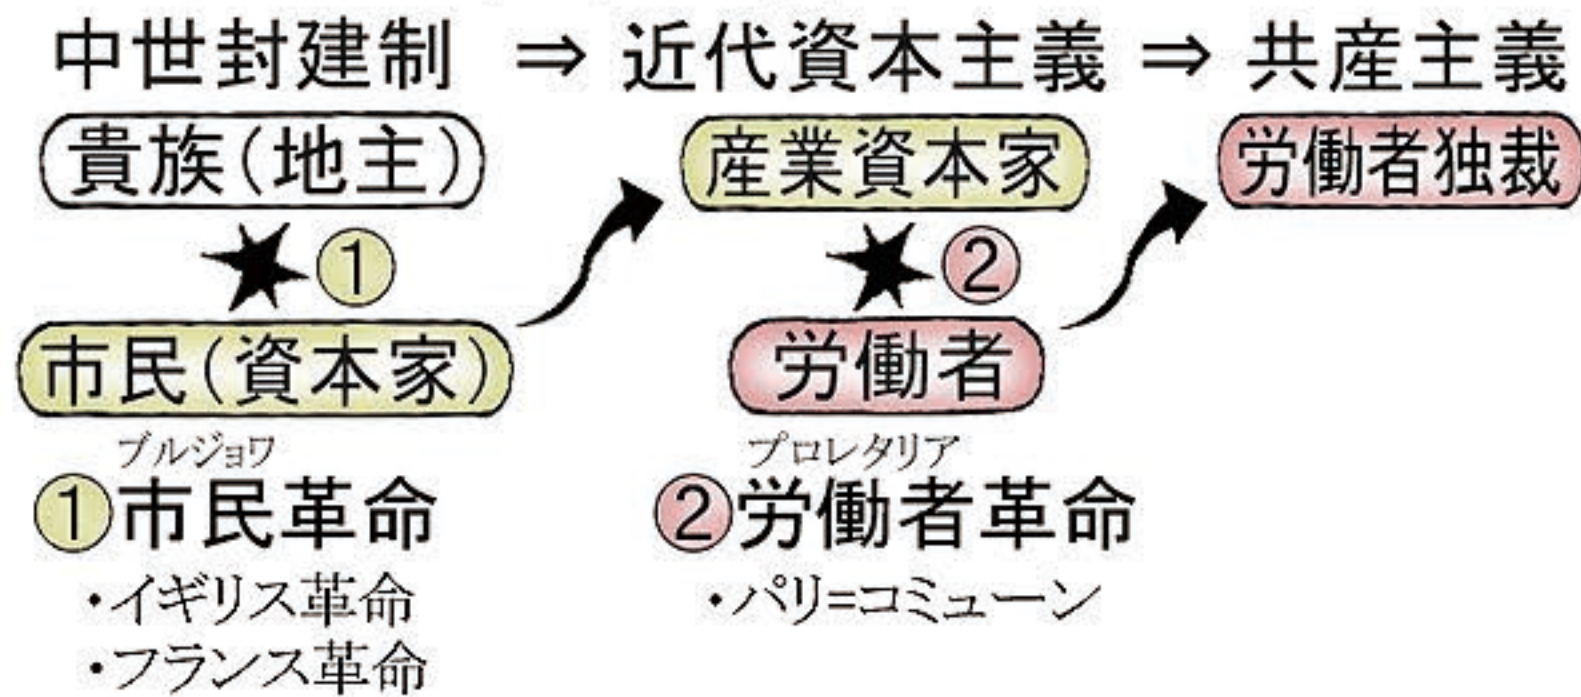 中世封建制 ⇒ 近代資本主義 ⇒ 共産主義
貴族(地主) 産業資本家 労働者独裁
① ②
市民(資本家) 労働者
ブルジョワ プロレタリア
①市民革命 ②労働者革命
・イギリス革命 ・パリ=コミューン
・フランス革命